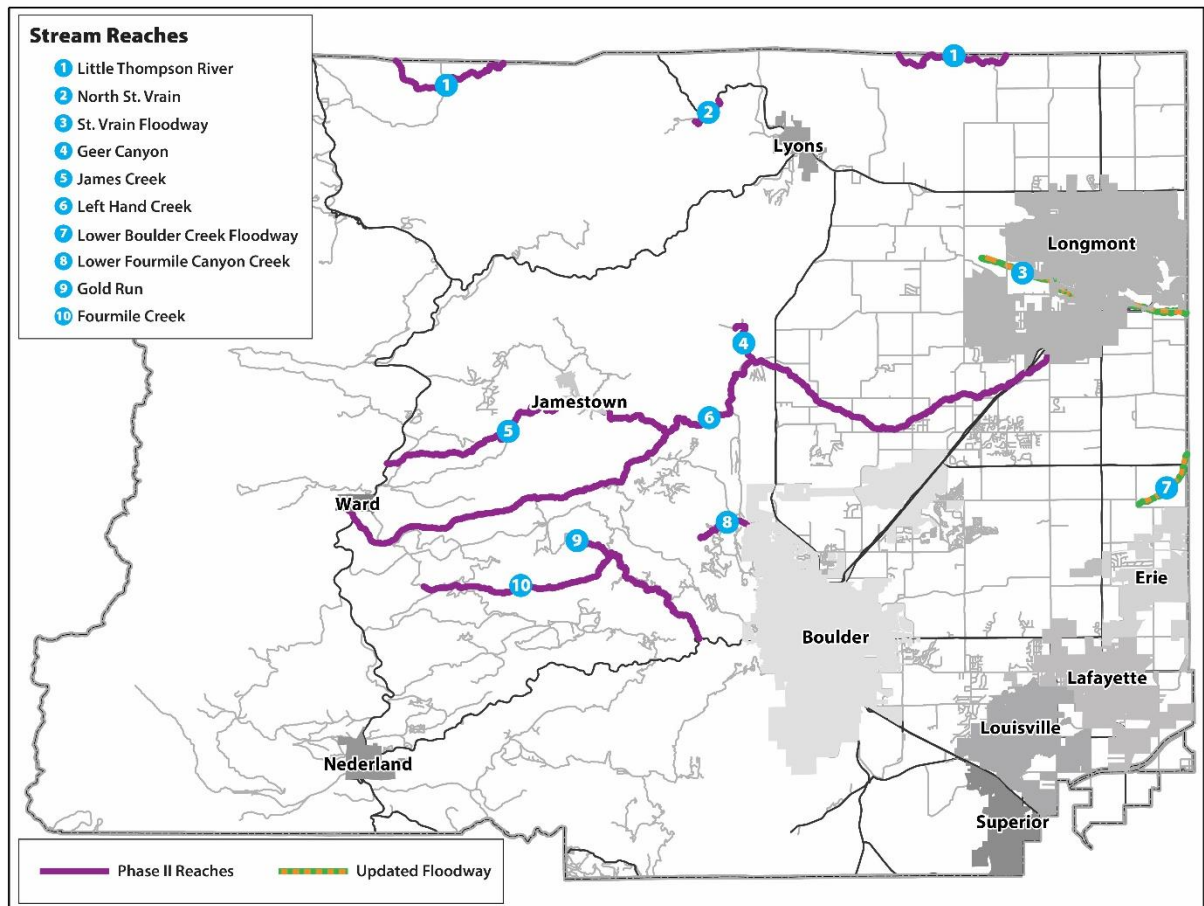 Stream Reaches
1 Little Thompson River
2 North St. Vrain
3 St. Vrain Floodway
4 Geer Canyon
5 James Creek
6 Left Hand Creek
7 Lower Boulder Creek Floodway
8 Lower Fourmile Canyon Creek
9 Gold Run
10 Fourmile Creek
1
1
2
Lyons
Longmont
3
4
Jamestown
6
5
Ward
7
8
9
10
Erie
Boulder
Lafayette
Louisville
Nederland
Superior
Phase II Reaches
Updated Floodway